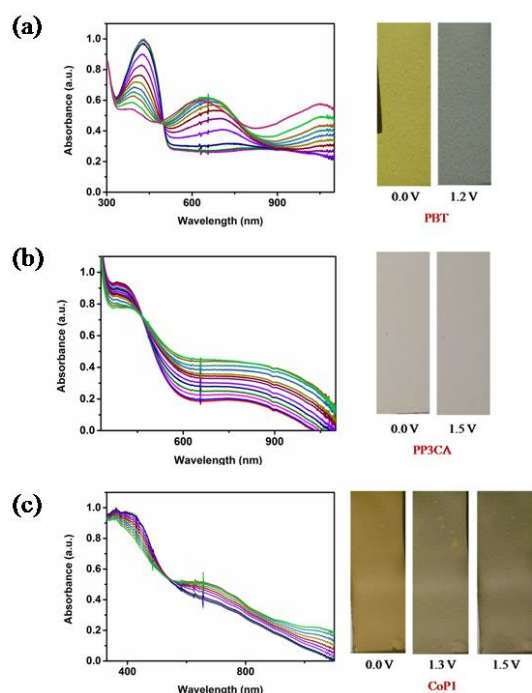 (a)
Absorbance (a.u.)
1.0
0.8
0.6
0.4
0.2
0.0
300 450 600 750 900
Wavelength (nm)
0.0 V 1.2 V
PBT
(b)
Absorbance (a.u.)
1.0
0.8
0.6
0.4
0.2
0.0
600 900
Wavelength (nm)
0.0 V 1.5 V
PP3CA
(c)
Absorbance (a.u.)
1.0
0.8
0.6
0.4
0.2
0.0
400 600 800
wavelength (nm)
0.0 V 1.3 V 1.5 V
CoP1